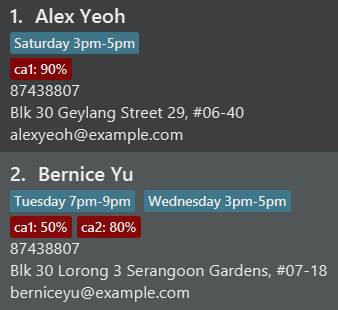 1. Alex Yeoh
Saturday 3pm-5pm
ca1: 90%
87438807
Blk 30 Geylang Street 29, #06-40
alexyeoh@example.com
2. Bernice Yu
Tuesday 7pm-9pm Wednesday 3pm-5pm
ca1: 50% ca2: 80%
87438807
Blk 30 Lorong 3 Serangoon Gardens, #07-18
berniceyu@example.com